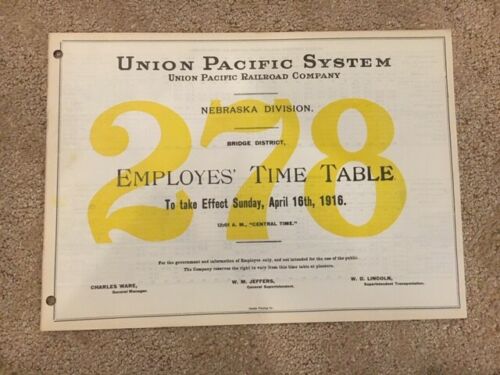 UNION PACIFIC SYSTEM
UNION PACIFIC RAILROAD COMPANY
NEBRASKA DIVISION.
278
BRIDGE DISTRICT,
EMPLOYES' TIME TABLE
To take Effect Sunday, April 16th, 1916.
12:01 A. M., "CENTRAL TIME."
For the government and information of Employes only, and not intended for the use of the public.
The Company reserves the right to vary from this time table at pleasure.
CHARLES WARE,
General Manager.
W. M. JEFFERS,
General Superintendent.
W. D. LINCOLN,
Superintendent Transportation.